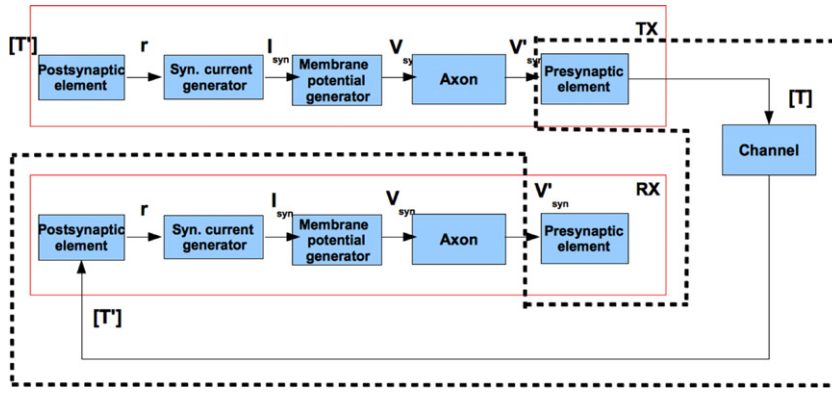 TX
[T']
r
I syn
V sy
V' syn
Postsynaptic
element
Syn. current
generator
Membrane
potential
generator
Axon
Presynaptic
element
[T]
Channel
RX
r
I syn
V syn
V' syn
Postsynaptic
element
Syn. current
generator
Membrane
potential
generator
Axon
Presynaptic
element
[T']